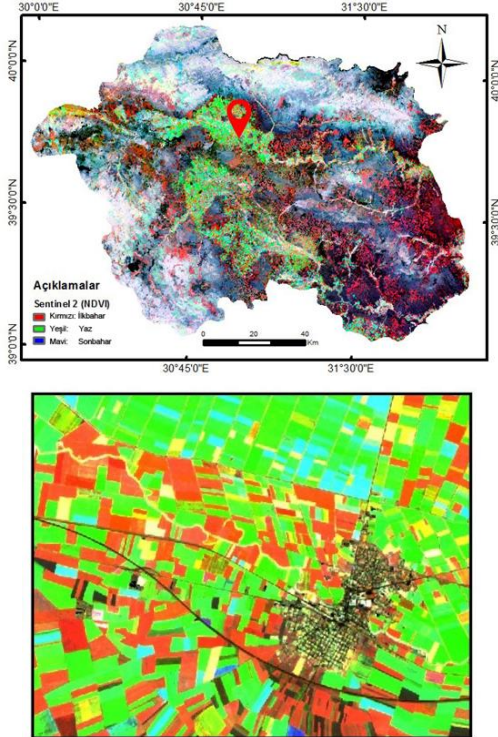 30°0'0"E 30°45'0"E 31°30'0"E
40°0'0"N
40°0'0"N
N
39°30'0"N
39°30'0"N
39°0'0"N
Açıklamalar
Sentinel 2 (NDVI)
Kırmızı: İlkbahar
Yeşil: Yaz
Mavi: Sonbahar
0 20 40
Km
30°45'0"E 31°30'0"E